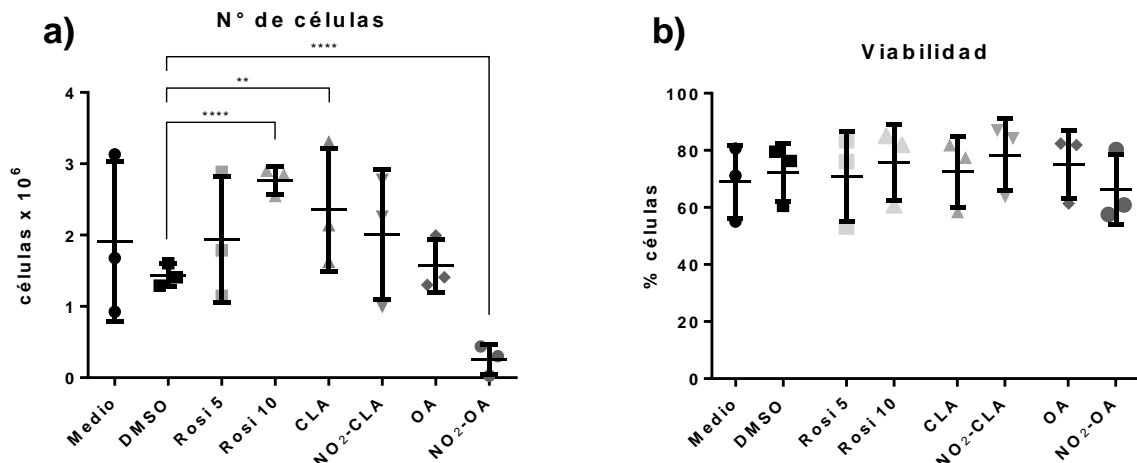 a)
N° de células
****
**
****
4
3
2
1
0
células x 10⁶
Medio
DMSO
Rosi 5
Rosi 10
CLA
NO₂-CLA
OA
NO₂-OA
b)
Viabilidad
100
80
60
40
20
0
% células
Medio
DMSO
Rosi 5
Rosi 10
CLA
NO₂-CLA
OA
NO₂-OA